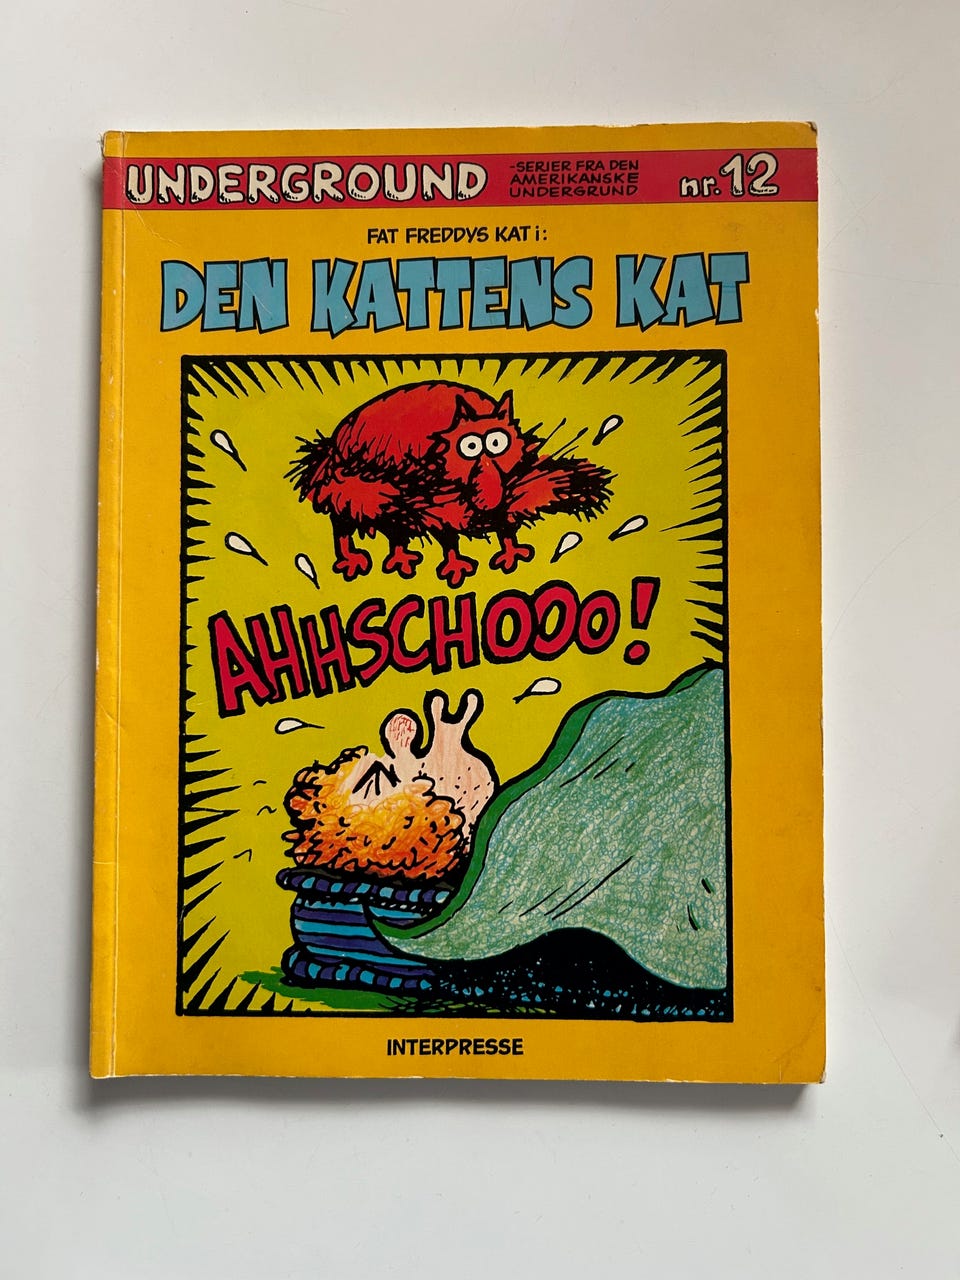 UNDERGROUND
-SERIER FRA DEN
AMERIKANSKE
UNDERGRUND
nr. 12
FAT FREDDYS KAT i:
DEN KATTENS KAT
AHHSCHOOO!
INTERPRESSE